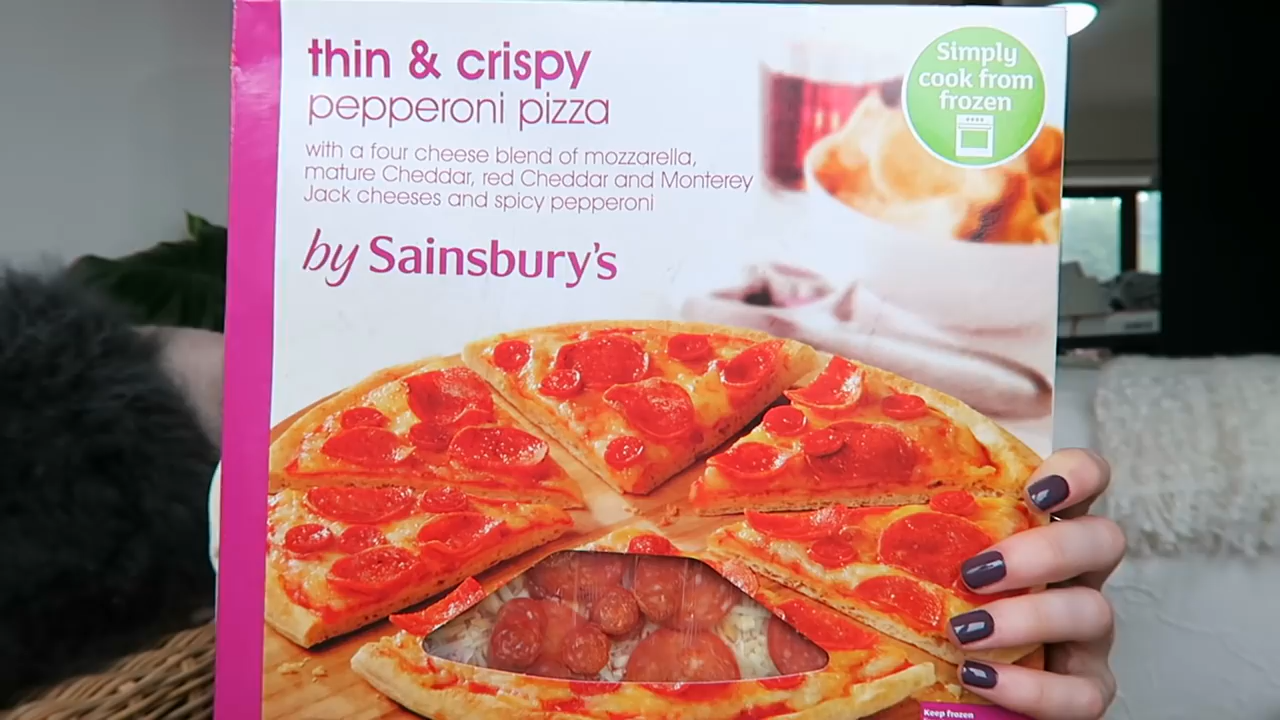 thin & crispy
pepperoni pizza
with a four cheese blend of mozzarella,
mature Cheddar, red Cheddar and Monterey
Jack cheeses and spicy pepperoni
by Sainsbury's
Simply
cook from
frozen
Keep frozen